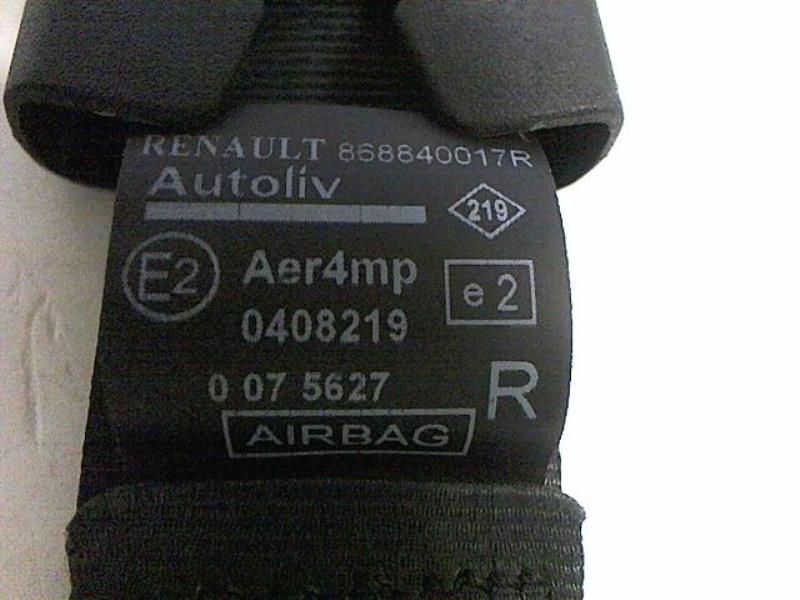 RENAULT 868840017R
Autoliv
219
E2 Aer4mp e2
0408219
0 07 5627 R
AIRBAG